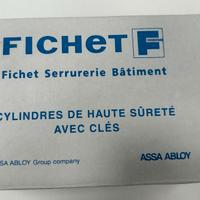 FICHET F
Fichet Serrurerie Bâtiment
CYLINDRES DE HAUTE SÛRETÉ
AVEC CLÉS
ASSA ABLOY Group company
ASSA ABLOY